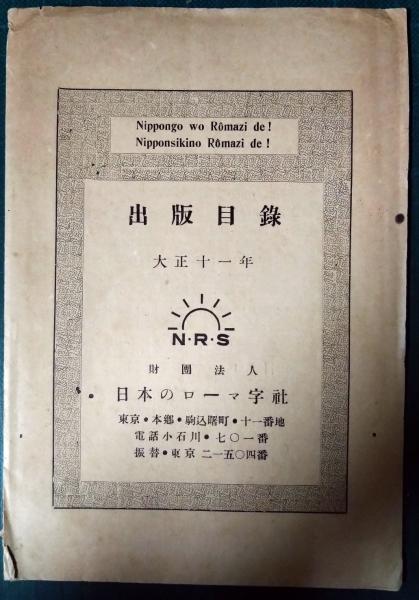 Nippongo wo Rômazi de!
Nipponsikino Rômazi de!
出版目錄
大正十一年
N·R·S
財團法人
日本のローマ字社
東京・本鄕・駒込曙町・十一番地
電話小石川・七〇一番
振替・東京 二一五〇四番